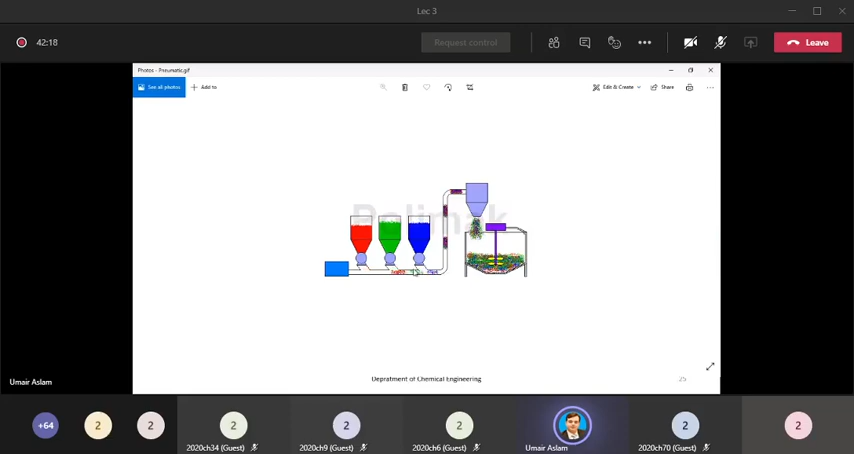 Lec 3
42:18
Request control
Leave
Photos - Pneumatic.gif
See all photos
Add to
Edit & Create
Share
Polimak
Depratment of Chemical Engineering
25
Umair Aslam
+64
2
2
2
2
2
2
2
2020ch34 (Guest)
2020ch9 (Guest)
2020ch6 (Guest)
Umair Aslam
2020ch70 (Guest)